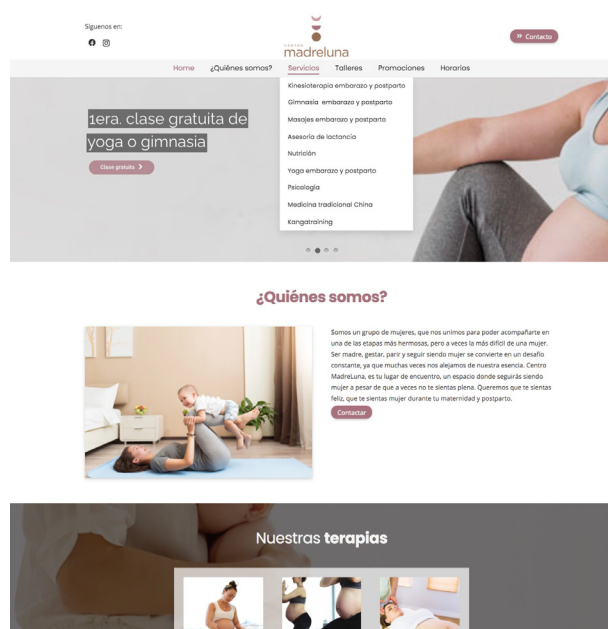 Síguenos en:
CENTRO
madreluna
Contacto
Home ¿Quiénes somos? Servicios Talleres Promociones Horarios
Kinesioterapia embarazo y postparto
Gimnasia embarazo y postparto
Masajes embarazo y postparto
Asesoría de lactancia
Nutrición
Yoga embarazo y postparto
Psicología
Medicina tradicional China
Kangatraining
1era. clase gratuita de
yoga o gimnasia
Clase gratuita
¿Quiénes somos?
Somos un grupo de mujeres, que nos unimos para poder acompañarte en
una de las etapas más hermosas, pero a veces la más difícil de una mujer.
Ser madre, gestar, parir y seguir siendo mujer se convierte en un desafío
constante, ya que muchas veces nos alejamos de nuestra esencia. Centro
MadreLuna, es tu lugar de encuentro, un espacio donde seguirás siendo
mujer a pesar de que a veces no te sientas plena. Queremos que te sientas
feliz, que te sientas mujer durante tu maternidad y postparto.
Contactar
Nuestras terapias